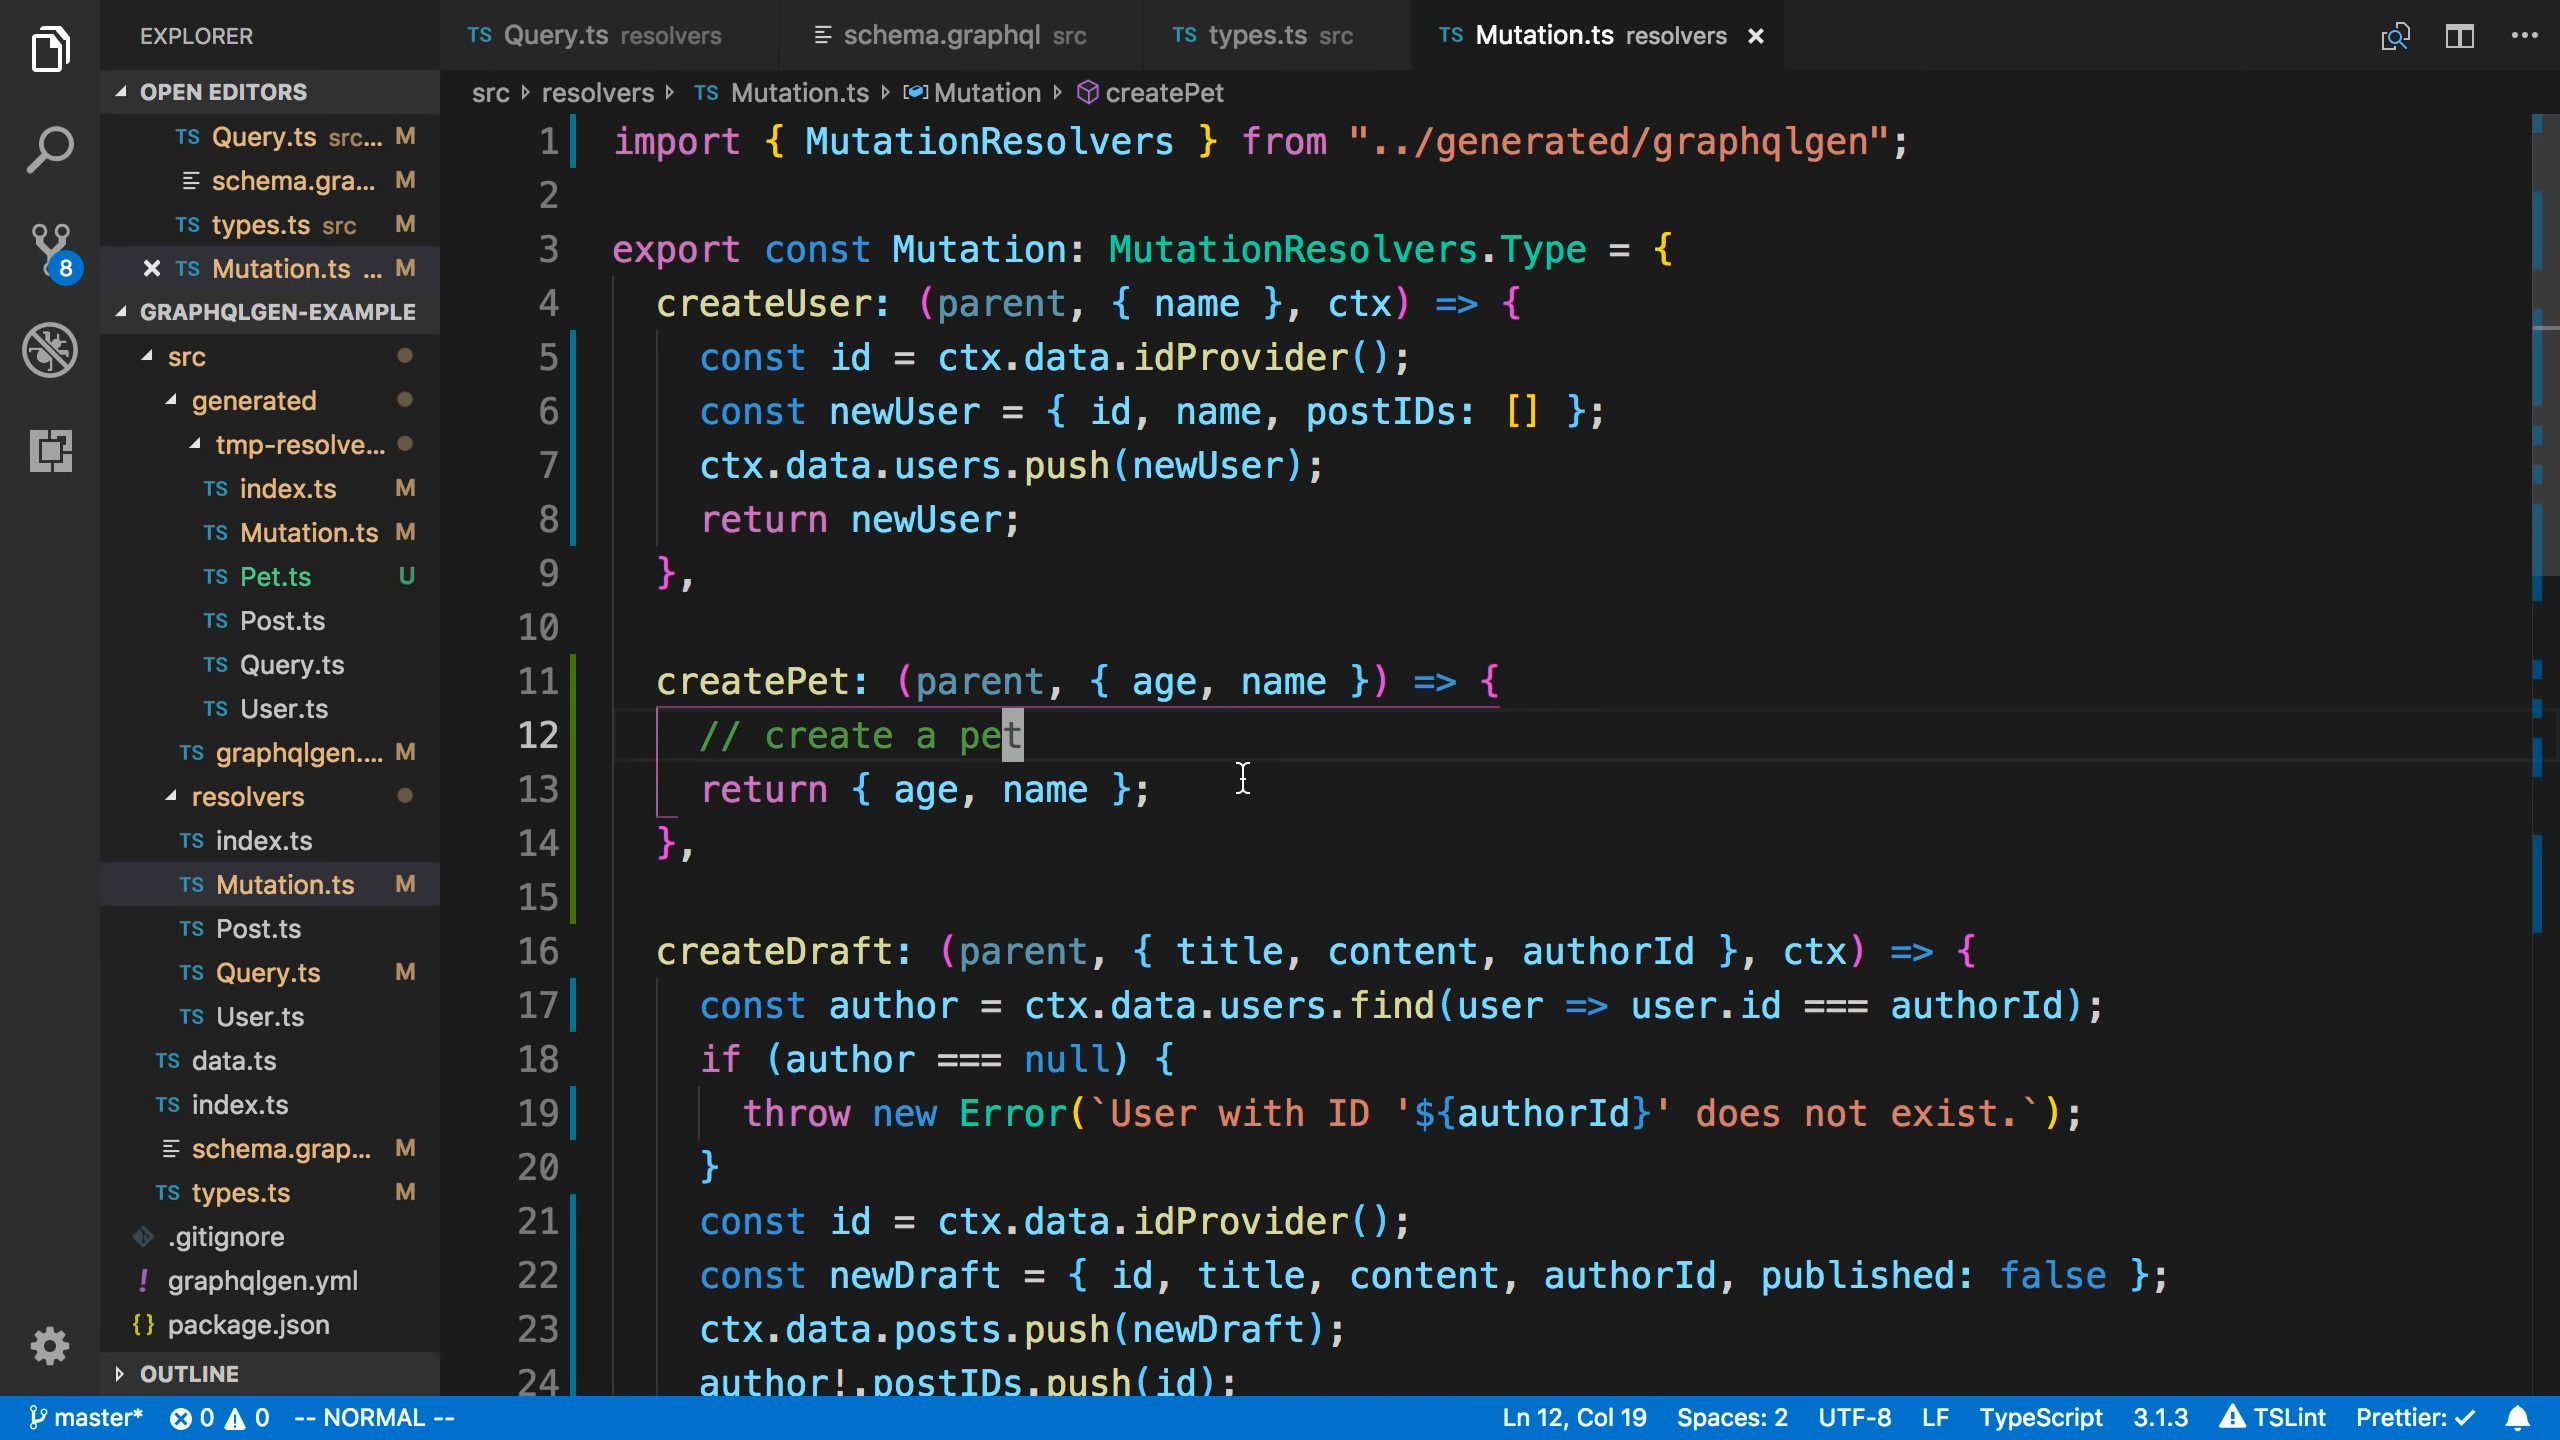 EXPLORER
OPEN EDITORS
TS Query.ts src... M
schema.gra... M
TS types.ts src M
TS Mutation.ts ... M
8
GRAPHQLGEN-EXAMPLE
src
generated
tmp-resolve...
TS index.ts M
TS Mutation.ts M
TS Pet.ts U
TS Post.ts
TS Query.ts
TS User.ts
TS graphqlgen.... M
resolvers
TS index.ts
TS Mutation.ts M
TS Post.ts
TS Query.ts M
TS User.ts
TS data.ts
TS index.ts
schema.grap... M
TS types.ts M
.gitignore
! graphqlgen.yml
{} package.json
OUTLINE
TS Query.ts resolvers schema.graphql src TS types.ts src TS Mutation.ts resolvers
src resolvers TS Mutation.ts Mutation createPet
1 import { MutationResolvers } from "../generated/graphqlgen";
2
3 export const Mutation: MutationResolvers.Type = {
4 createUser: (parent, { name }, ctx) => {
5 const id = ctx.data.idProvider();
6 const newUser = { id, name, postIDs: [] };
7 ctx.data.users.push(newUser);
8 return newUser;
9 },
10
11 createPet: (parent, { age, name }) => {
12 // create a pet
13 return { age, name };
14 },
15
16 createDraft: (parent, { title, content, authorId }, ctx) => {
17 const author = ctx.data.users.find(user => user.id === authorId);
18 if (author === null) {
19 throw new Error(`User with ID '${authorId}' does not exist.`);
20 }
21 const id = ctx.data.idProvider();
22 const newDraft = { id, title, content, authorId, published: false };
23 ctx.data.posts.push(newDraft);
24 author!.postIDs.push(id);
master* 0 0 -- NORMAL -- Ln 12, Col 19 Spaces: 2 UTF-8 LF TypeScript 3.1.3 TSLint Prettier: ✓